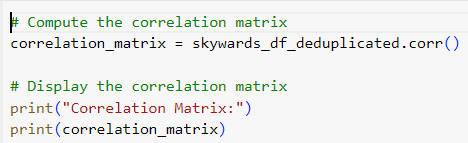 # Compute the correlation matrix
correlation_matrix = skywards_df_deduplicated.corr()
# Display the correlation matrix
print("Correlation Matrix:")
print(correlation_matrix)